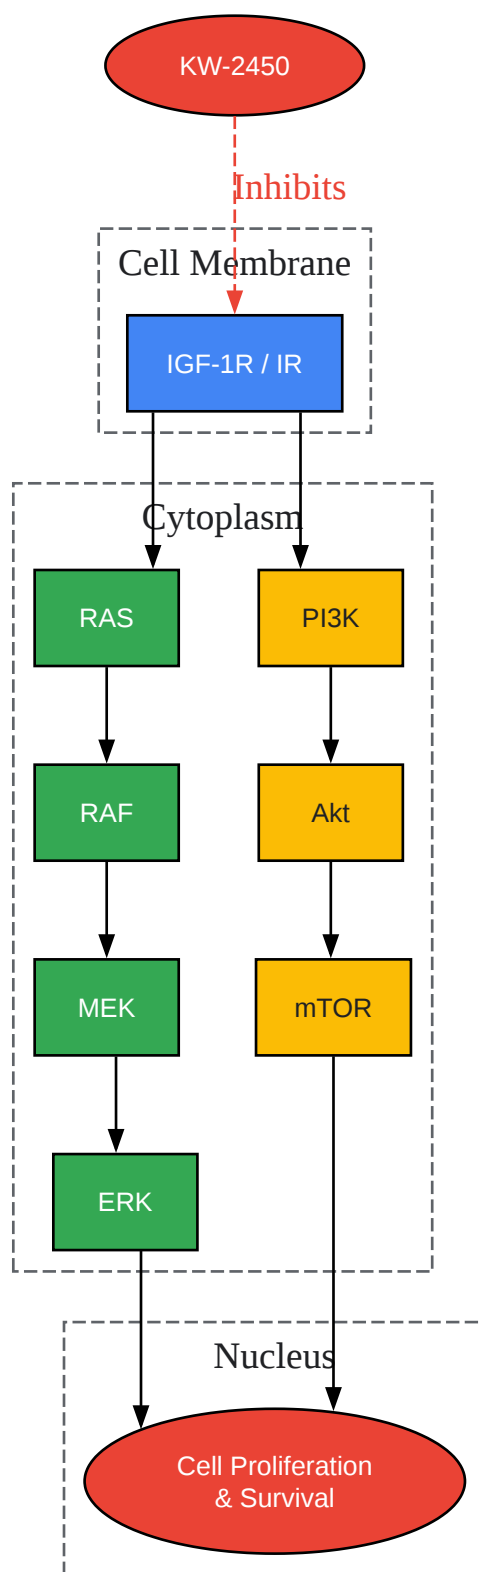 KW-2450
Inhibits
Cell Membrane
IGF-1R / IR
Cytoplasm
RAS
PI3K
RAF
Akt
MEK
mTOR
ERK
Nucleus
Cell Proliferation
& Survival